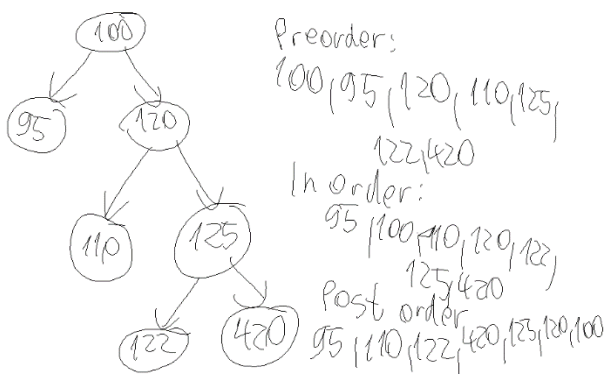 100
95
120
110
125
122
420
Preorder:
100, 95, 120, 110, 125,
122, 420
In order:
95, 100, 110, 120, 122,
125, 420
Post order
95, 110, 122, 420, 125, 120, 100